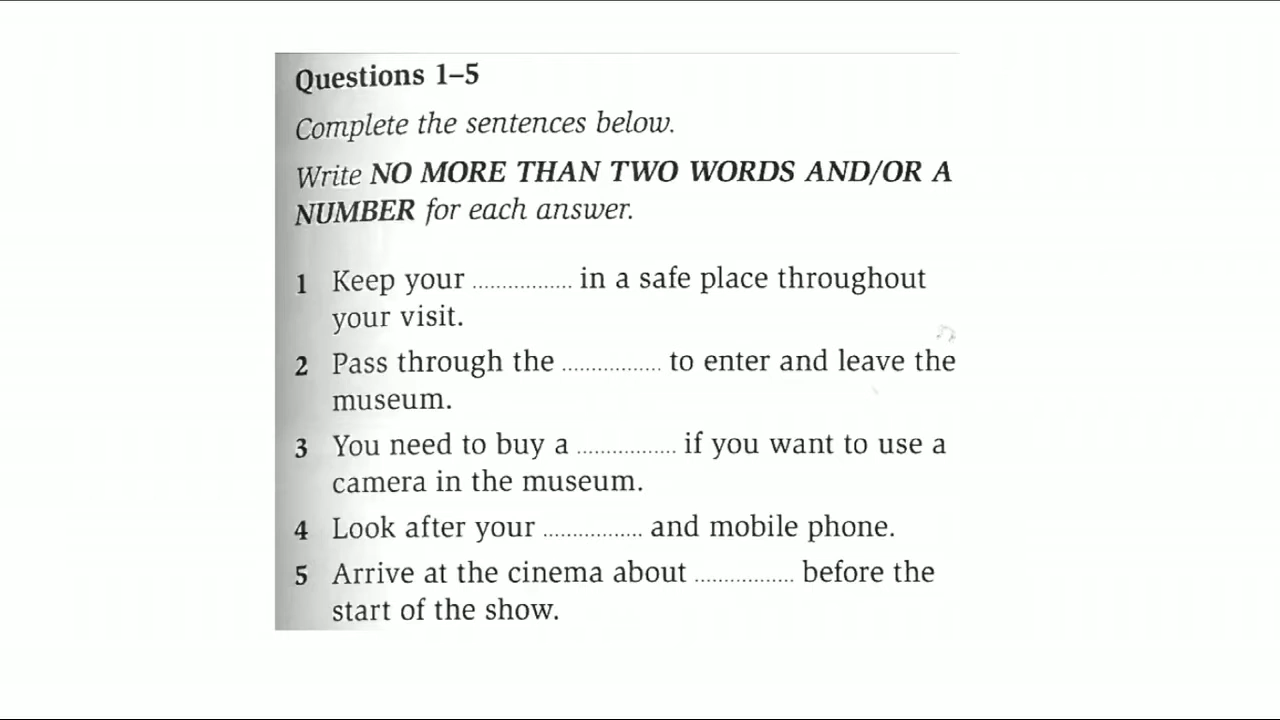 Questions 1–5
Complete the sentences below.
Write NO MORE THAN TWO WORDS AND/OR A
NUMBER for each answer.
1 Keep your ................. in a safe place throughout
your visit.
2 Pass through the ................. to enter and leave the
museum.
3 You need to buy a ................. if you want to use a
camera in the museum.
4 Look after your ................. and mobile phone.
5 Arrive at the cinema about ................. before the
start of the show.